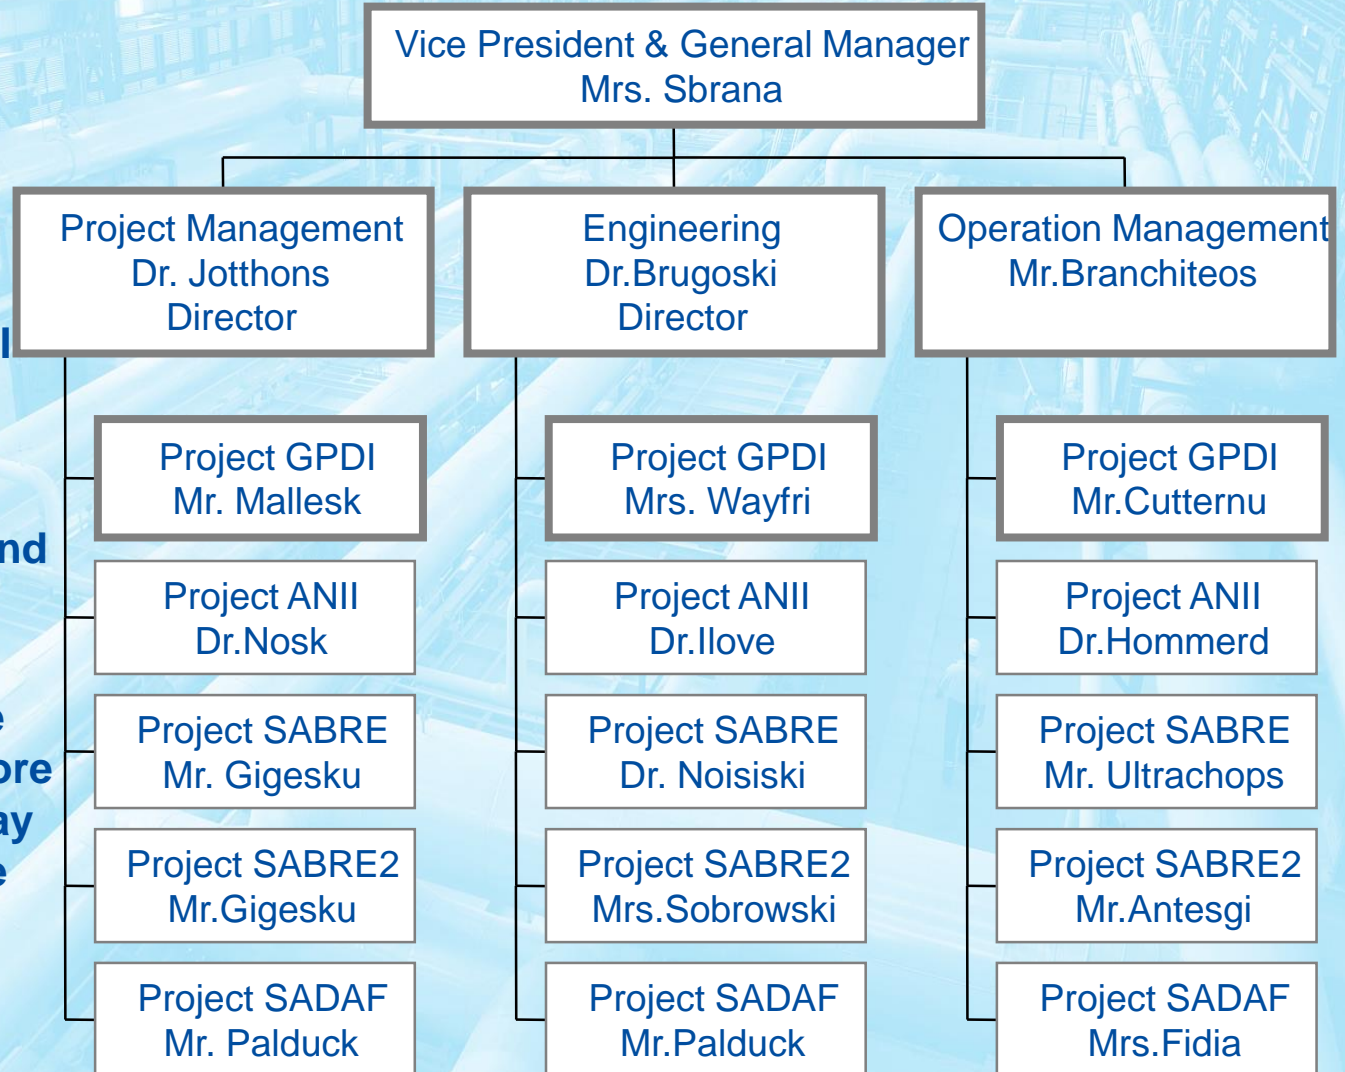 Vice President & General Manager
Mrs. Sbrana
Project Management
Dr. Jotthons
Director
Engineering
Dr.Brugoski
Director
Operation Management
Mr.Branchiteos
l
nd
e
ore
ay
e
Project GPDI
Mr. Mallesk
Project ANII
Dr.Nosk
Project SABRE
Mr. Gigesku
Project SABRE2
Mr.Gigesku
Project SADAF
Mr. Palduck
Project GPDI
Mrs. Wayfri
Project ANII
Dr.Ilove
Project SABRE
Dr. Noisiski
Project SABRE2
Mrs.Sobrowski
Project SADAF
Mr.Palduck
Project GPDI
Mr.Cutternu
Project ANII
Dr.Hommerd
Project SABRE
Mr. Ultrachops
Project SABRE2
Mr.Antesgi
Project SADAF
Mrs.Fidia